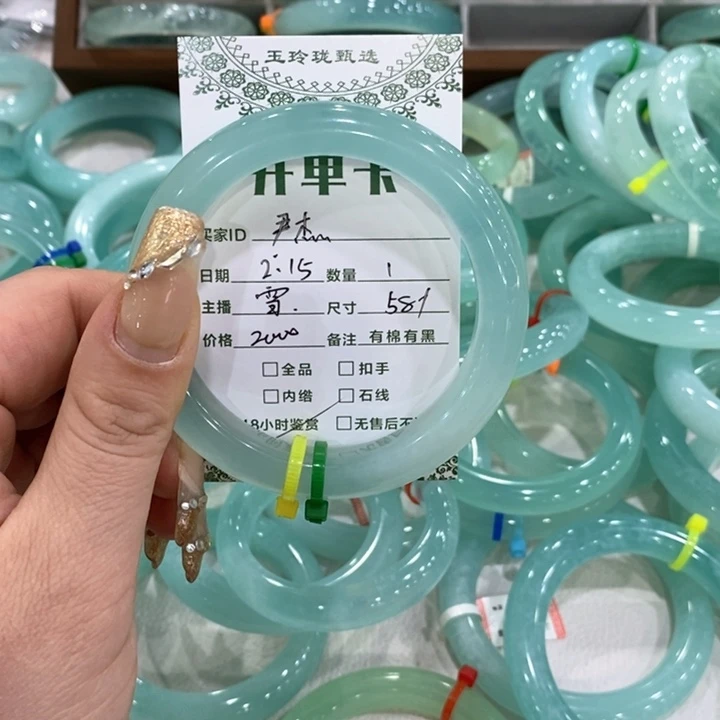 玉玲珑甄选
开单卡
买家ID 尹杰
日期 2.15 数量 1
主播 雪. 尺寸 58
价格 2000 备注 有棉有黑
□全品 □扣手
□内绺 □石线
48小时鉴赏 □无售后不